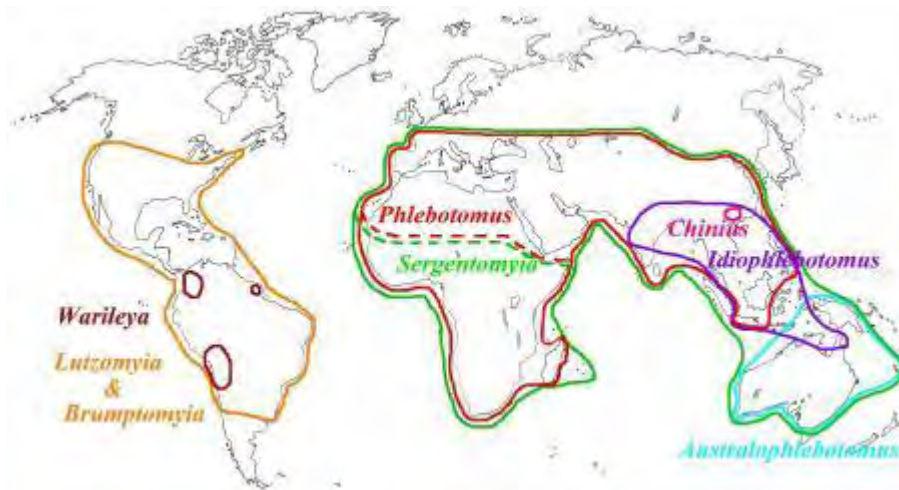 Phlebotomus
Sergentomyia
Chinius
Idiophlebotomus
Warileya
Lutzomyia
&
Brumptomyia
Australophlebotomus